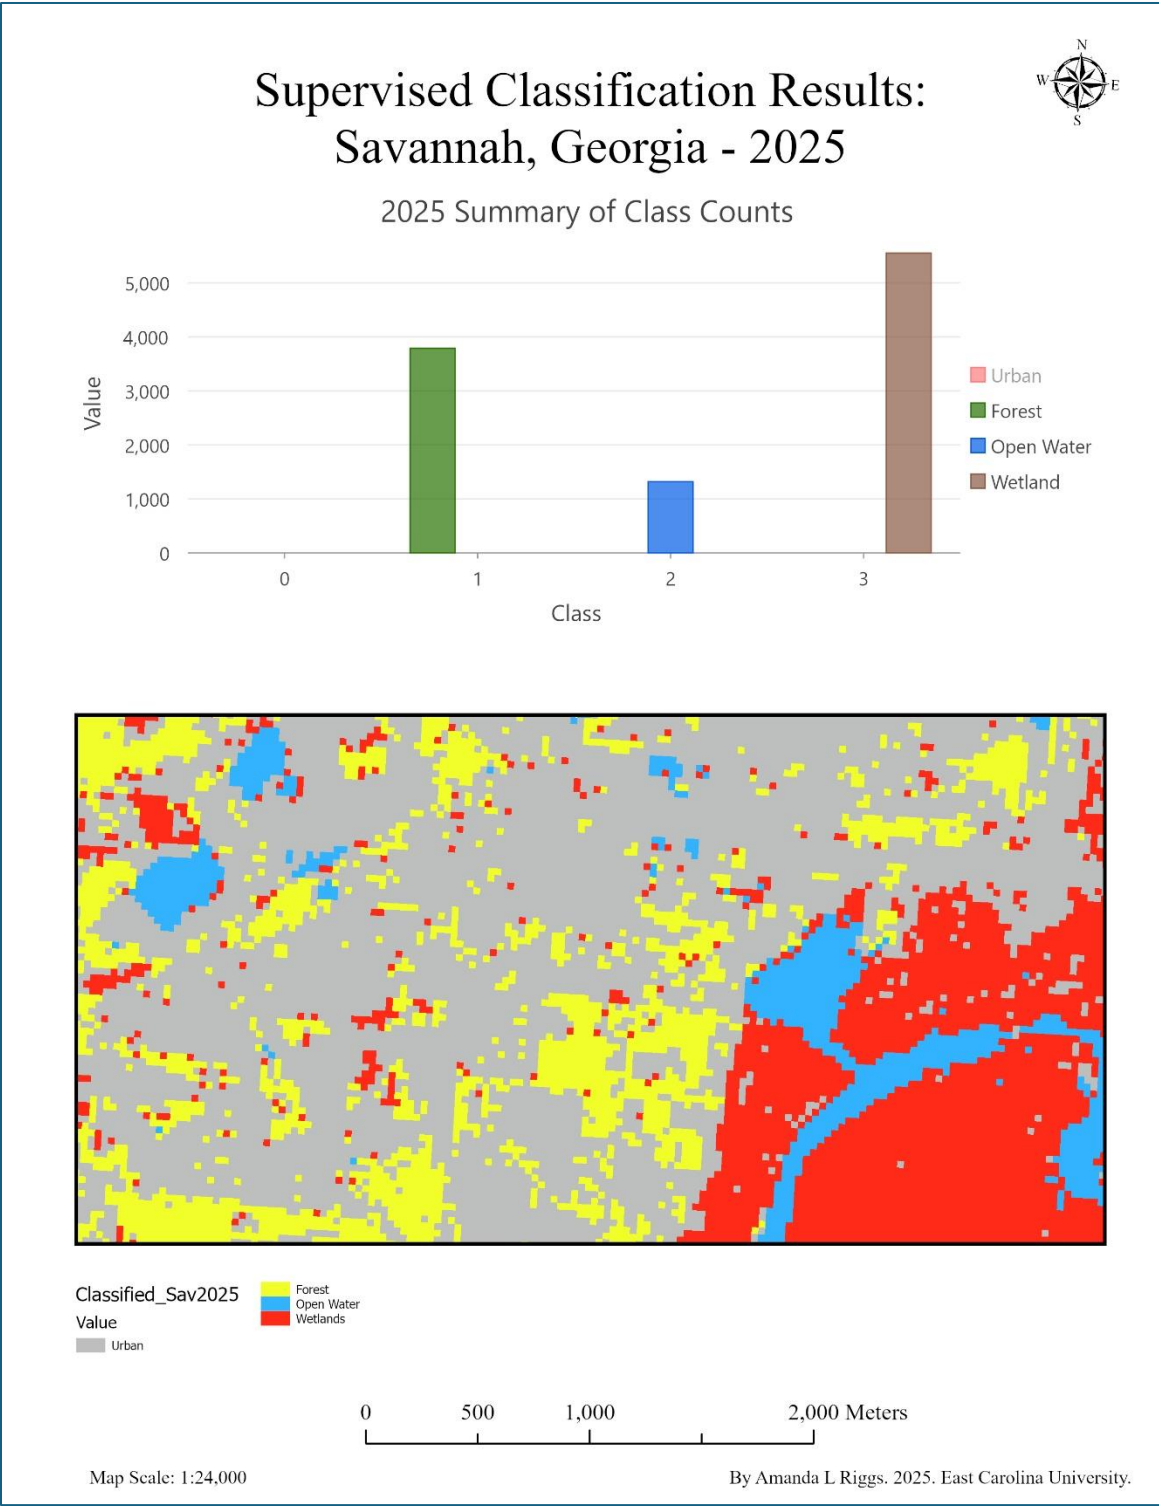 N
W E
S
Supervised Classification Results:
Savannah, Georgia - 2025
2025 Summary of Class Counts
5,000
4,000
3,000
2,000
1,000
0
Value
0 1 2 3
Class
Urban
Forest
Open Water
Wetland
Classified_Sav2025
Value
Urban
Forest
Open Water
Wetlands
0 500 1,000 2,000 Meters
Map Scale: 1:24,000
By Amanda L Riggs. 2025. East Carolina University.